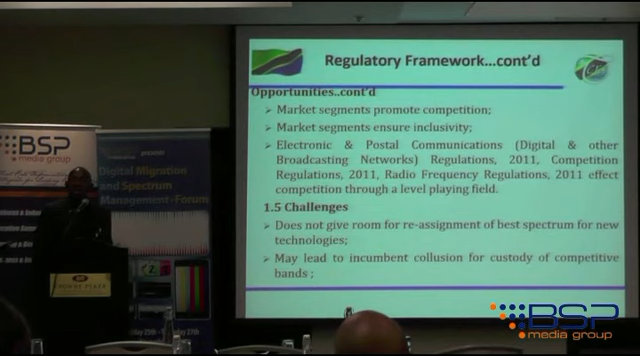 Regulatory Framework...cont'd
Opportunities..cont'd
Market segments promote competition;
Market segments ensure inclusivity;
Electronic & Postal Communications (Digital & other
Broadcasting Networks) Regulations, 2011, Competition
Regulations, 2011, Radio Frequency Regulations, 2011 effect
competition through a level playing field.
1.5 Challenges
Does not give room for re-assignment of best spectrum for new
technologies;
May lead to incumbent collusion for custody of competitive
bands ;
BSP
media group
presents
Digital Migration
and Spectrum
Management-Forum
CROWNE PLAZA
BSP
media group